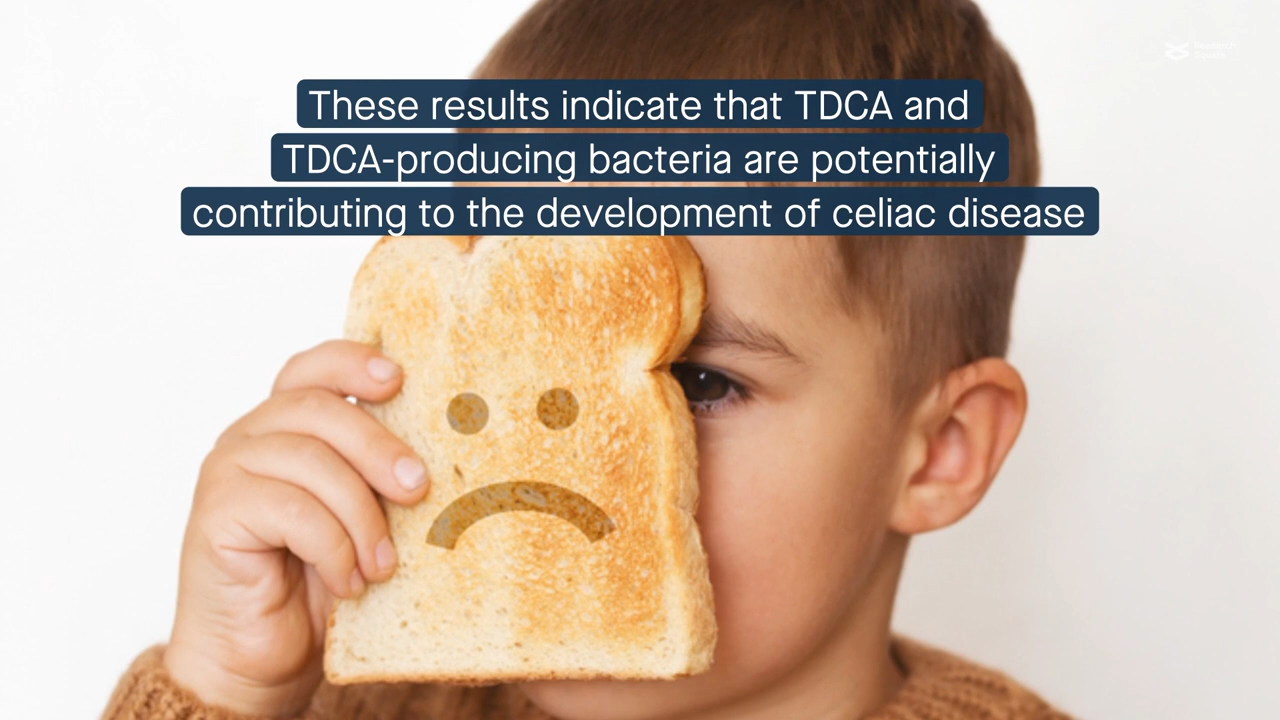 These results indicate that TDCA and
TDCA-producing bacteria are potentially
contributing to the development of celiac disease